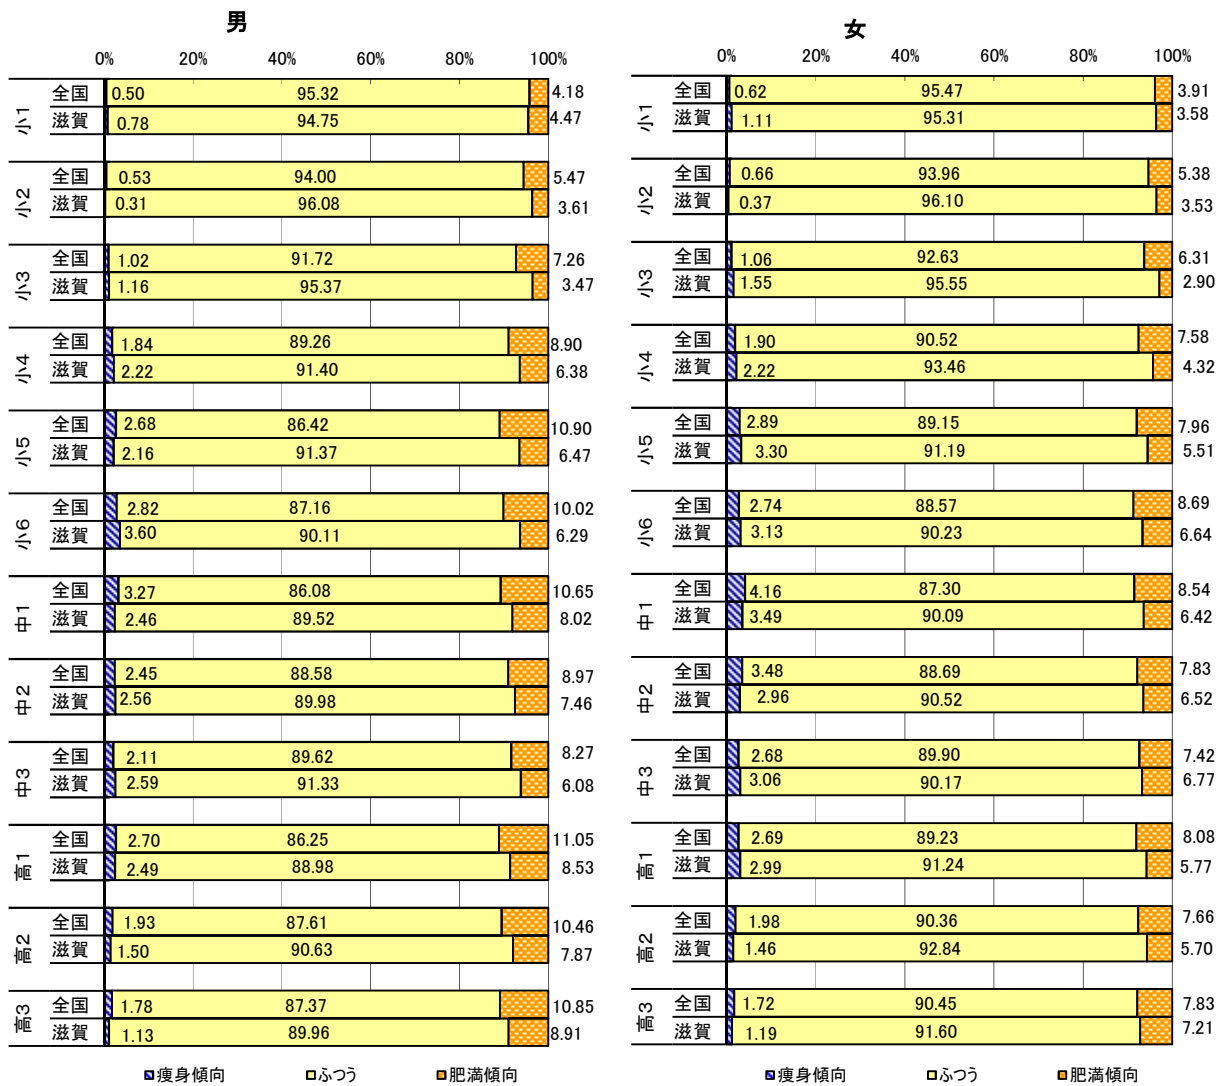 男
0% 20% 40% 60% 80% 100%
小1
全国 0.50 95.32 4.18
滋賀 0.78 94.75 4.47
小2
全国 0.53 94.00 5.47
滋賀 0.31 96.08 3.61
小3
全国 1.02 91.72 7.26
滋賀 1.16 95.37 3.47
小4
全国 1.84 89.26 8.90
滋賀 2.22 91.40 6.38
小5
全国 2.68 86.42 10.90
滋賀 2.16 91.37 6.47
小6
全国 2.82 87.16 10.02
滋賀 3.60 90.11 6.29
中1
全国 3.27 86.08 10.65
滋賀 2.46 89.52 8.02
中2
全国 2.45 88.58 8.97
滋賀 2.56 89.98 7.46
中3
全国 2.11 89.62 8.27
滋賀 2.59 91.33 6.08
高1
全国 2.70 86.25 11.05
滋賀 2.49 88.98 8.53
高2
全国 1.93 87.61 10.46
滋賀 1.50 90.63 7.87
高3
全国 1.78 87.37 10.85
滋賀 1.13 89.96 8.91
痩身傾向 ふつう 肥満傾向
女
0% 20% 40% 60% 80% 100%
小1
全国 0.62 95.47 3.91
滋賀 1.11 95.31 3.58
小2
全国 0.66 93.96 5.38
滋賀 0.37 96.10 3.53
小3
全国 1.06 92.63 6.31
滋賀 1.55 95.55 2.90
小4
全国 1.90 90.52 7.58
滋賀 2.22 93.46 4.32
小5
全国 2.89 89.15 7.96
滋賀 3.30 91.19 5.51
小6
全国 2.74 88.57 8.69
滋賀 3.13 90.23 6.64
中1
全国 4.16 87.30 8.54
滋賀 3.49 90.09 6.42
中2
全国 3.48 88.69 7.83
滋賀 2.96 90.52 6.52
中3
全国 2.68 89.90 7.42
滋賀 3.06 90.17 6.77
高1
全国 2.69 89.23 8.08
滋賀 2.99 91.24 5.77
高2
全国 1.98 90.36 7.66
滋賀 1.46 92.84 5.70
高3
全国 1.72 90.45 7.83
滋賀 1.19 91.60 7.21
痩身傾向 ふつう 肥満傾向